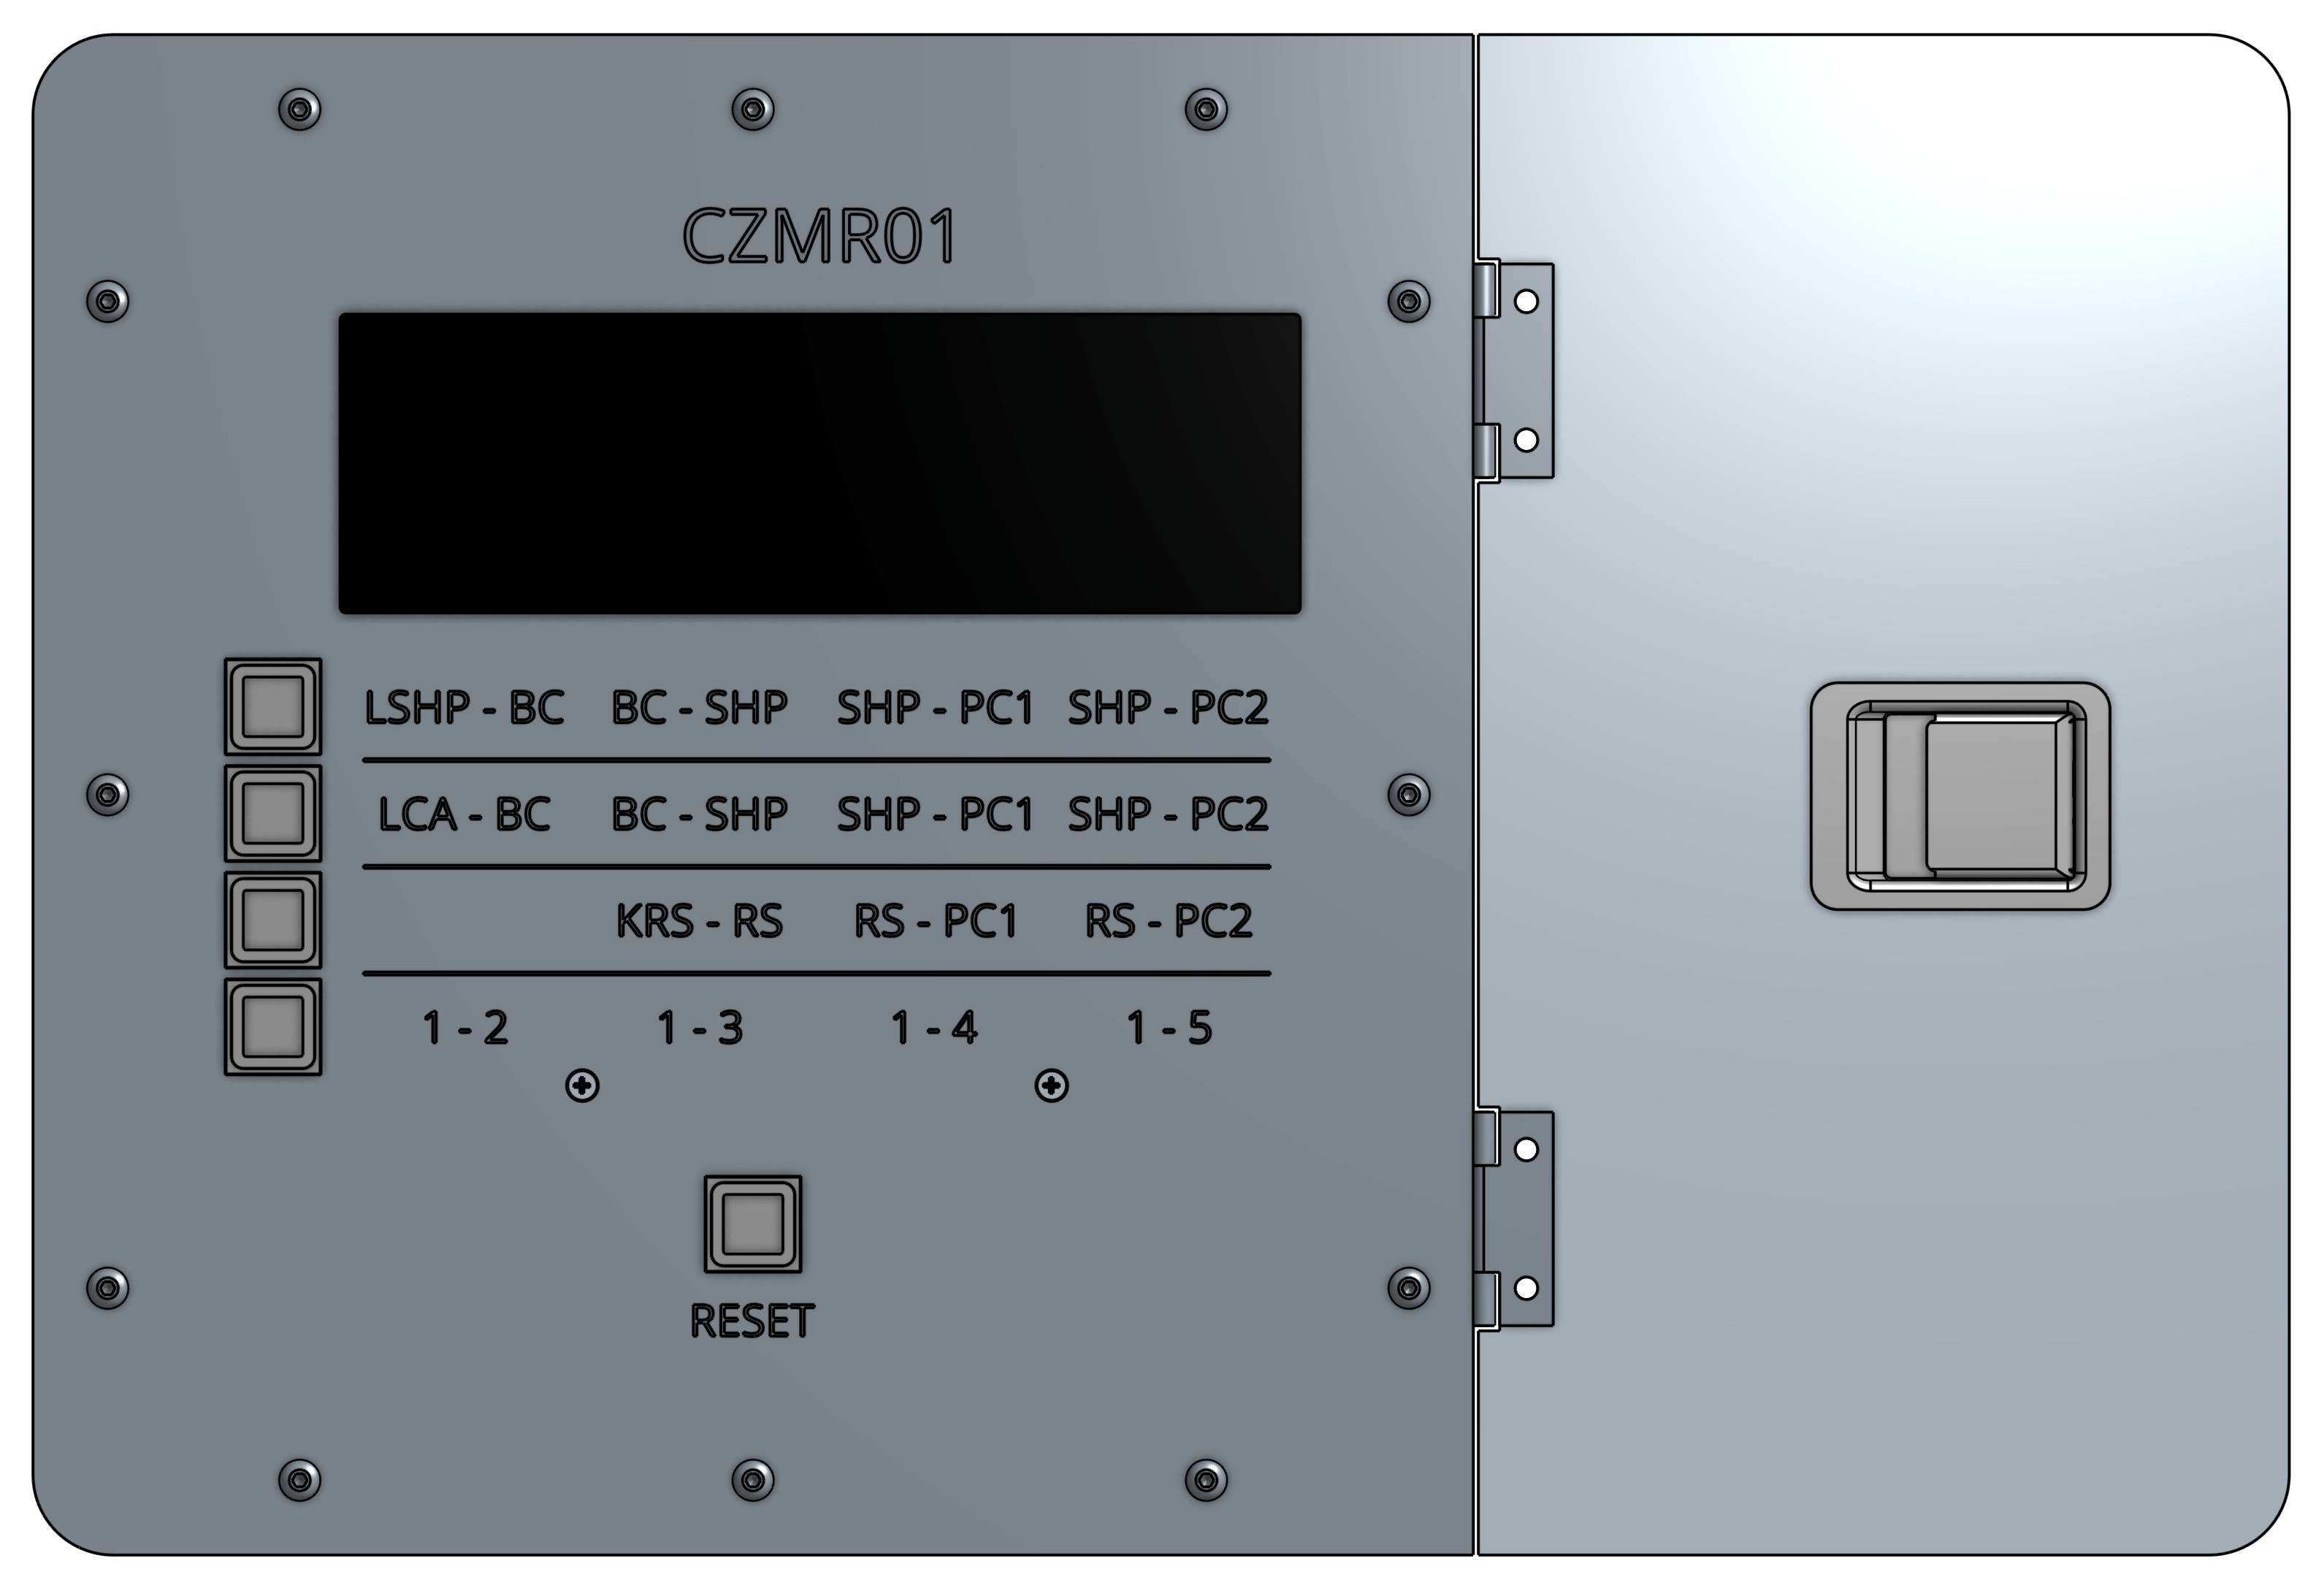 CZMR01
LSHP - BC BC - SHP SHP - PC1 SHP - PC2
LCA - BC BC - SHP SHP - PC1 SHP - PC2
KRS - RS RS - PC1 RS - PC2
1 - 2 1 - 3 1 - 4 1 - 5
RESET